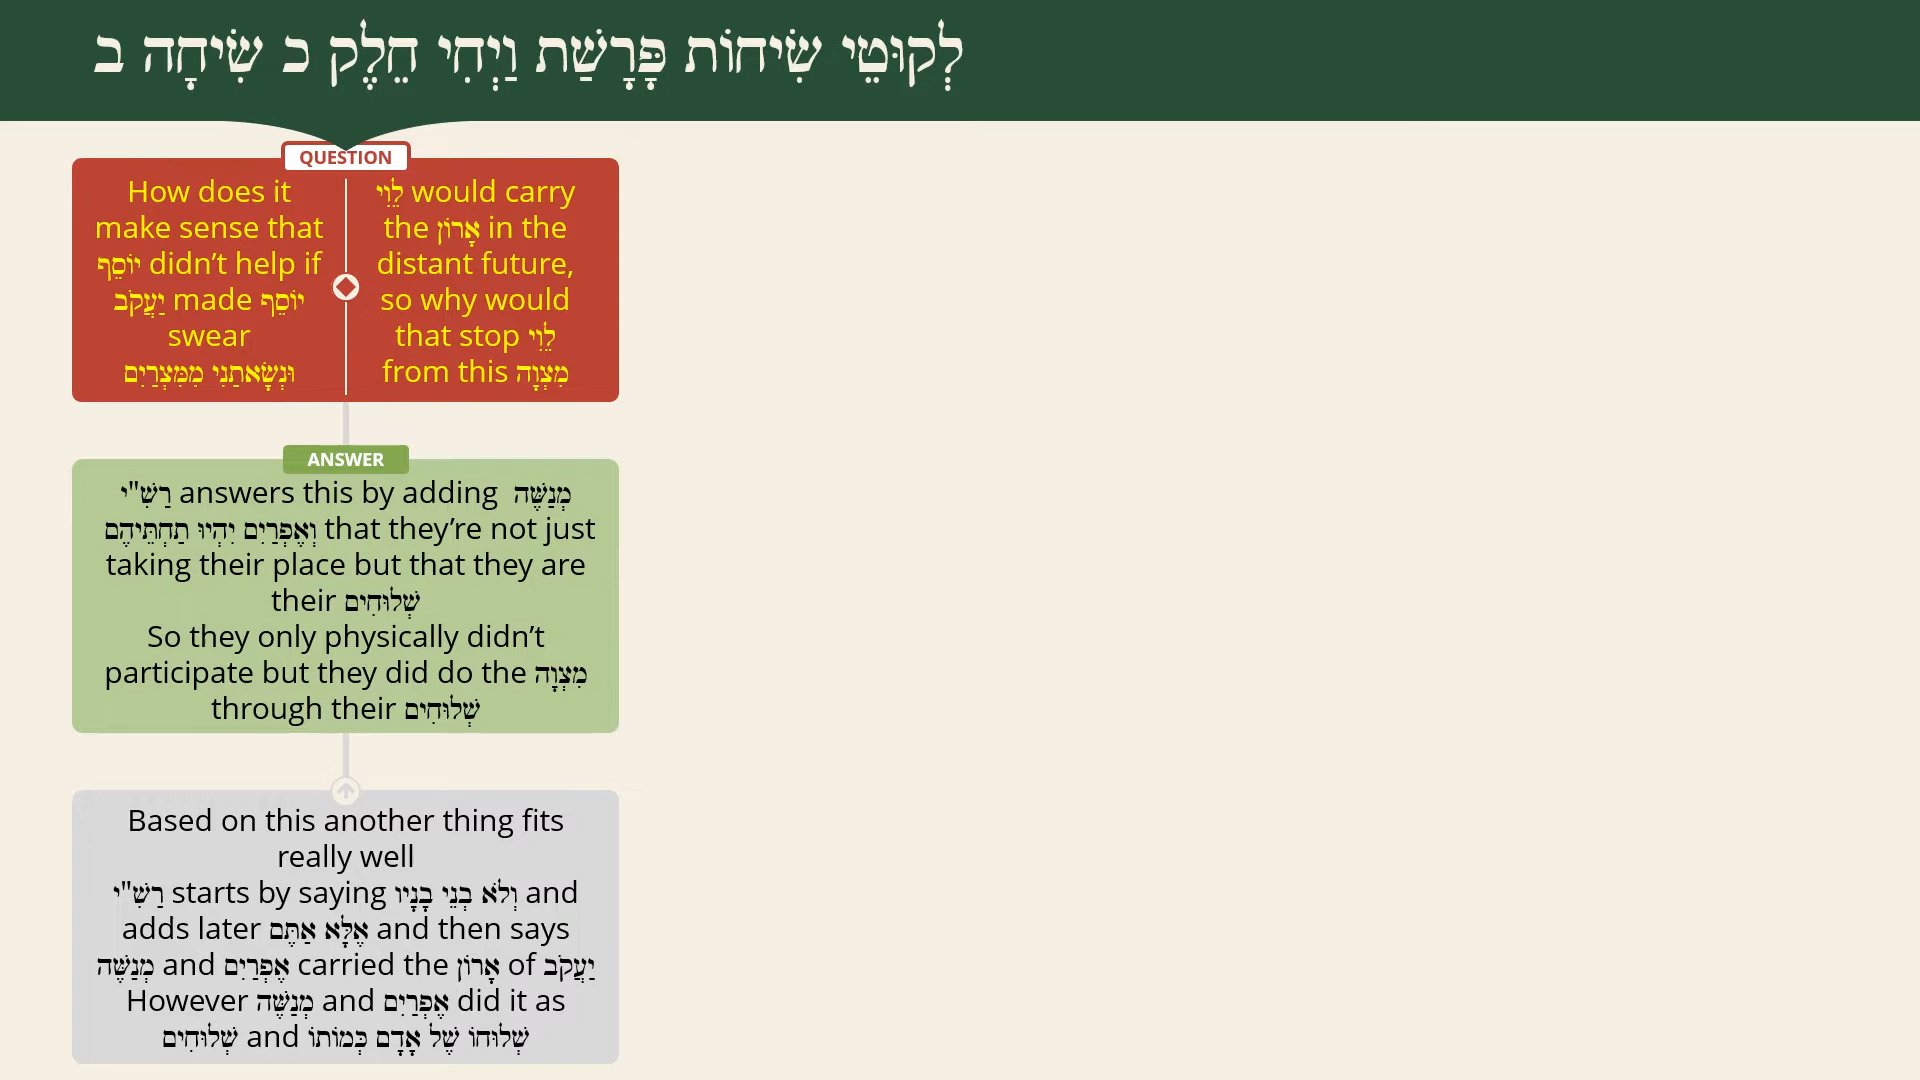 לְקוּטֵי שִׂיחוֹת פָּרָשַׁת וַיְחִי חֵלֶק כ שִׂיחָה ב
QUESTION
How does it
make sense that
יוֹסֵף didn’t help if
יַעֲקֹב made יוֹסֵף
swear
וּנְשָׂאתַנִי מִמִּצְרַיִם
לֵוִי would carry
the אָרוֹן in the
distant future,
so why would
that stop לֵוִי
from this מִצְוָה
ANSWER
רַשִׁ"י answers this by adding מְנַשֶּׁה
וְאֶפְרַיִם יִהְיוּ תַּחְתֵּיהֶם that they’re not just
taking their place but that they are
their שְׁלוּחִים
So they only physically didn’t
participate but they did do the מִצְוָה
through their שְׁלוּחִים
Based on this another thing fits
really well
רַשִׁ"י starts by saying וְלֹא בְּנֵי בָנָיו and
adds later אֶלָּא אַתֶּם and then says
מְנַשֶּׁה and אֶפְרַיִם carried the אָרוֹן of יַעֲקֹב
However מְנַשֶּׁה and אֶפְרַיִם did it as
שְׁלוּחִים and שְׁלוּחוֹ שֶׁל אָדָם כְּמוֹתוֹ